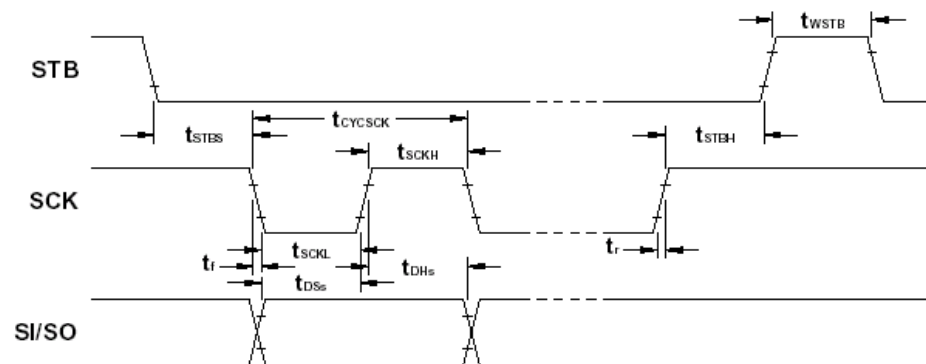 tWSTB
STB
tCYCSCK
tSTBS
tSTBH
tSCKH
SCK
tSCKL
tf
tDHs
tr
tDSs
SI/SO